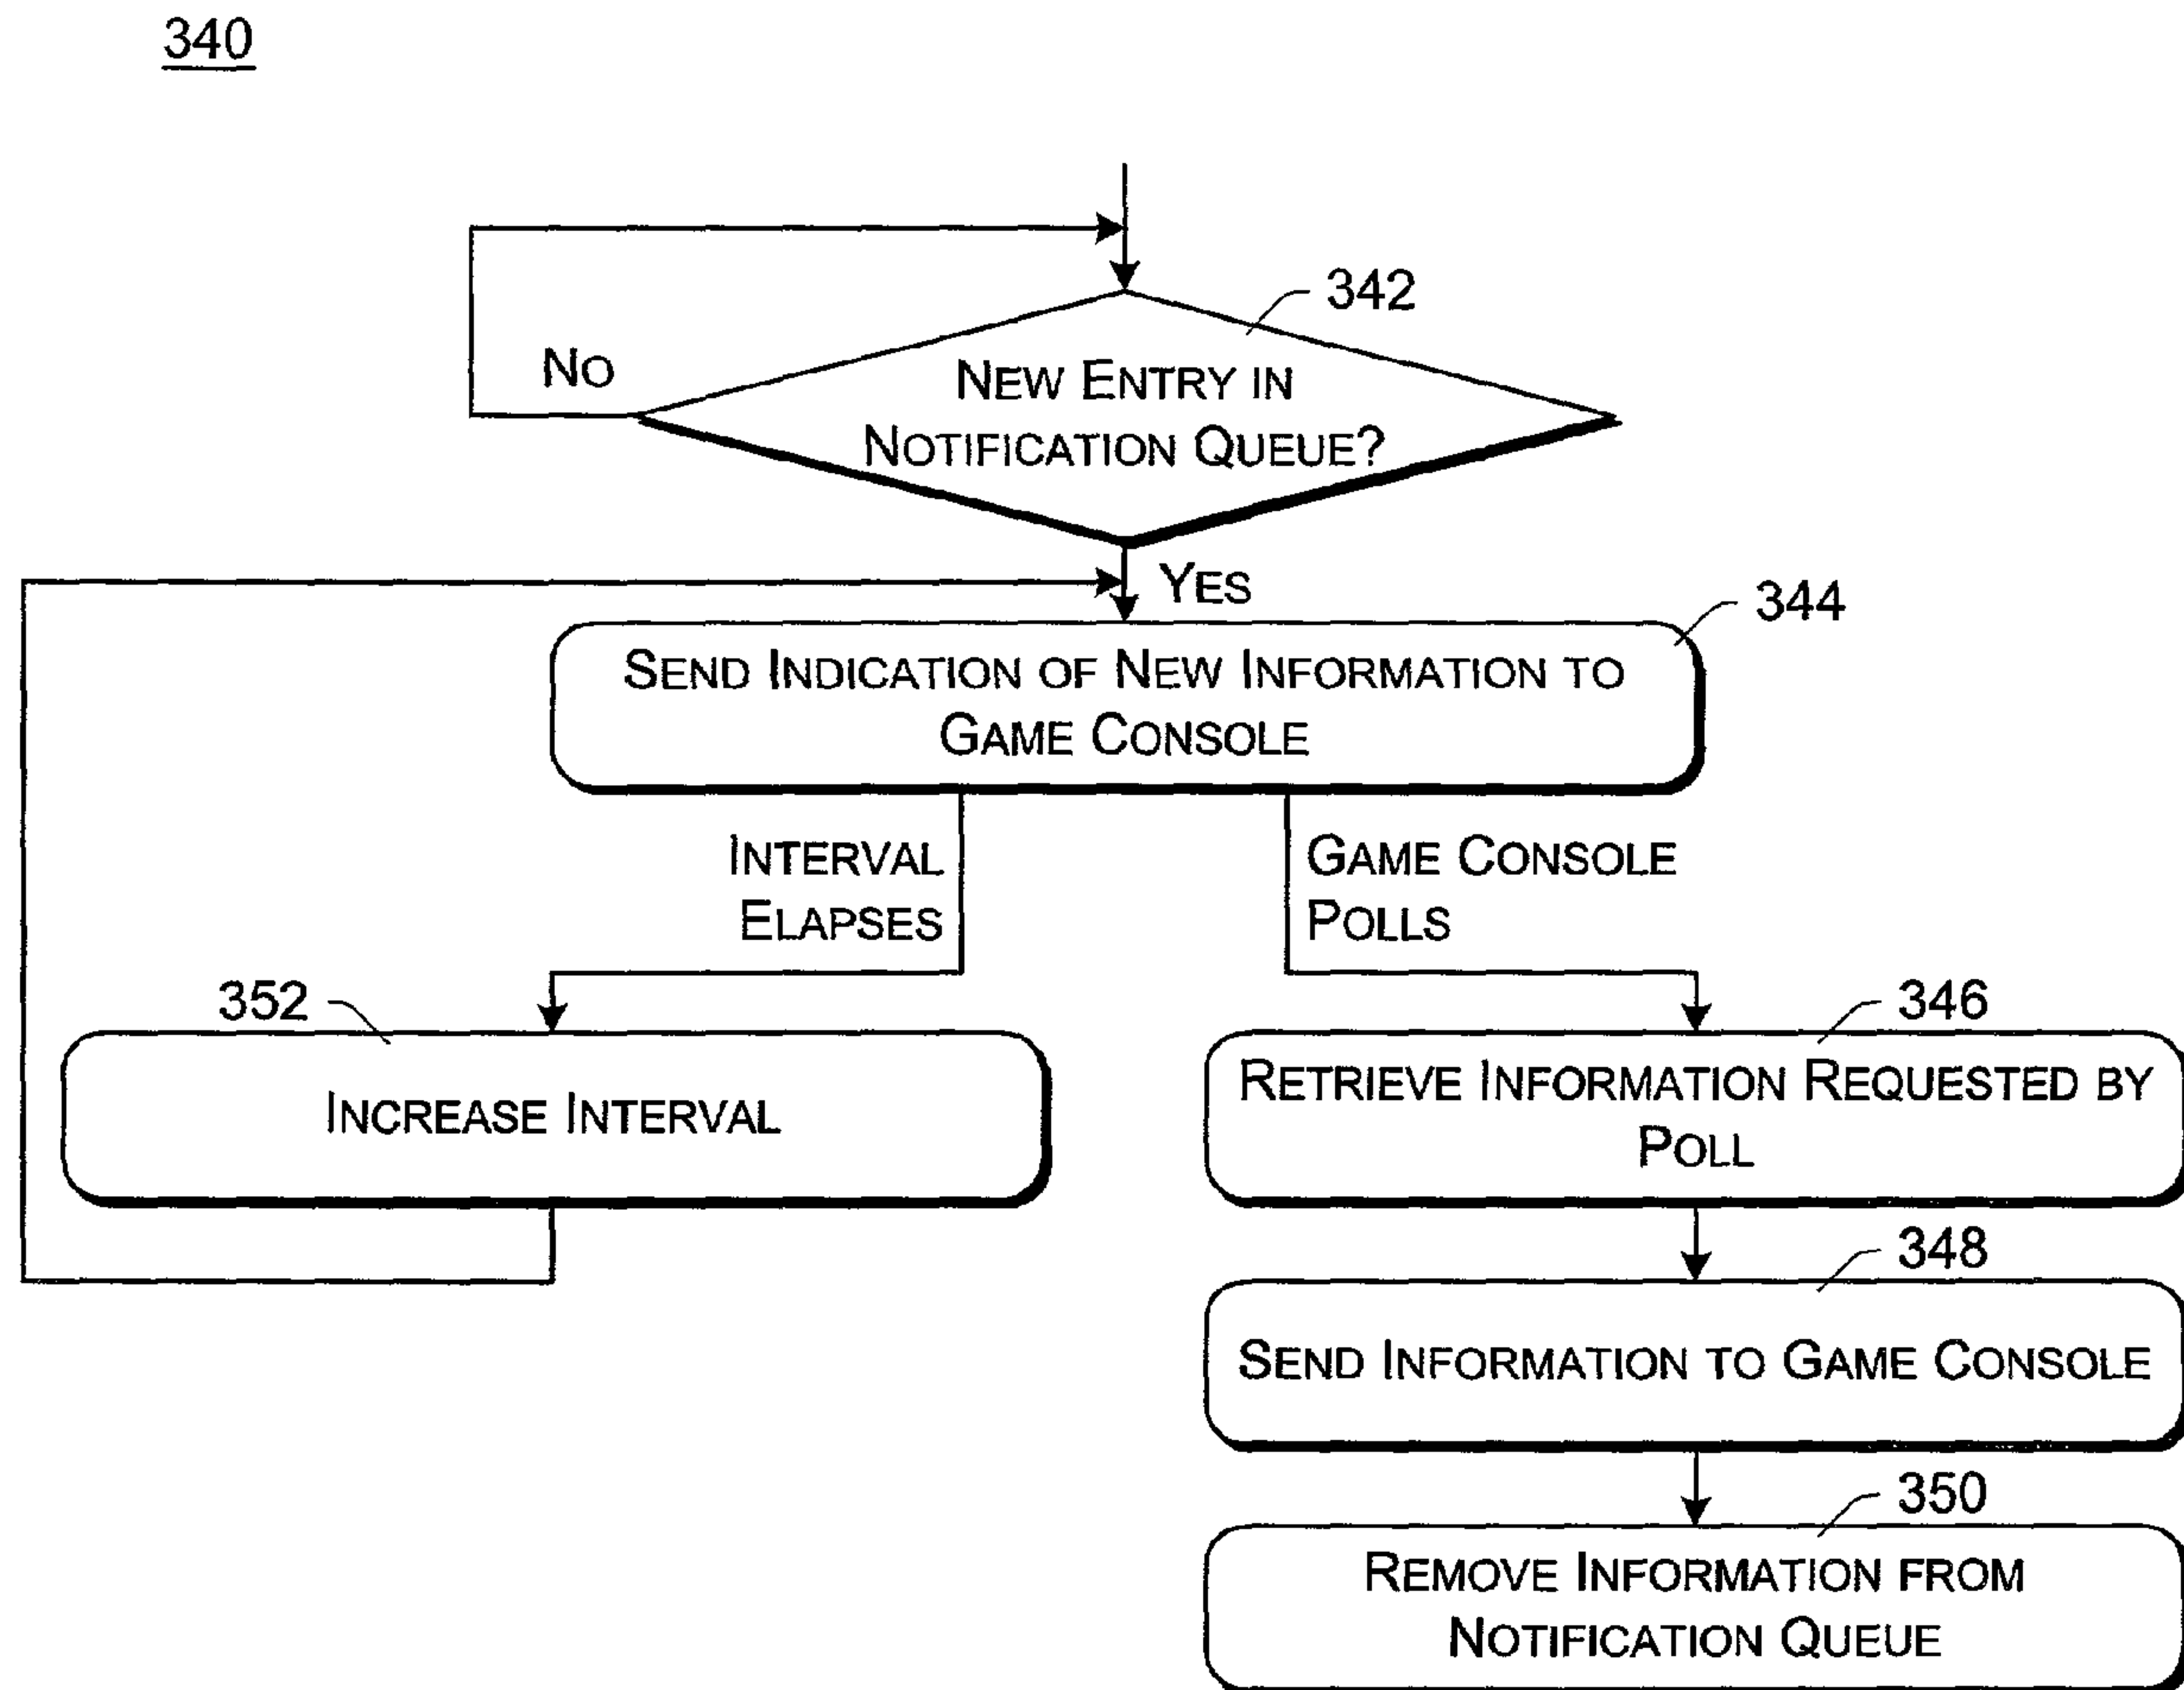 340
342
No
New Entry in
Notification Queue?
Yes
344
Send Indication of New Information to
Game Console
Interval
Elapses
Game Console
Polls
352
Increase Interval
346
Retrieve Information Requested by
Poll
348
Send Information to Game Console
350
Remove Information from
Notification Queue